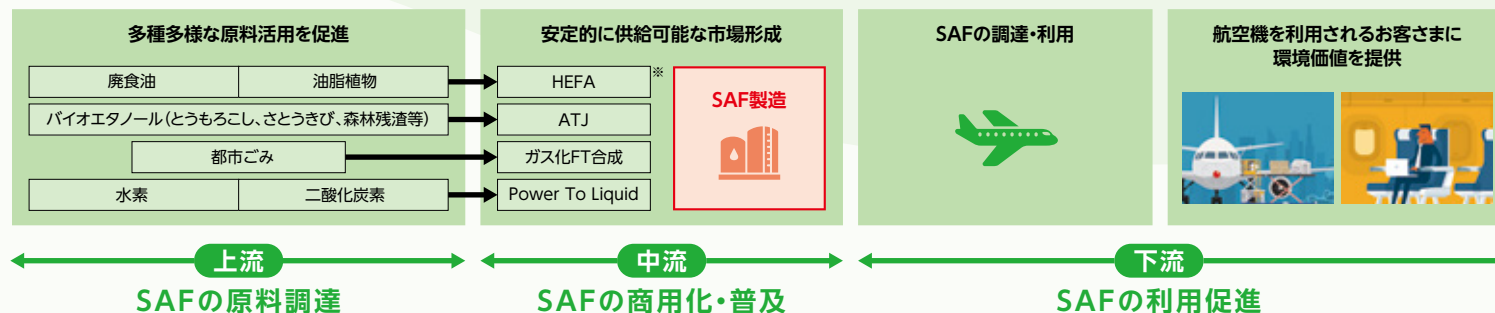 多種多様な原料活用を促進
廃食油
油脂植物
バイオエタノール(とうもろこし、さとうきび、森林残渣等)
都市ごみ
水素
二酸化炭素
安定的に供給可能な市場形成
HEFA※
ATJ
ガス化FT合成
Power To Liquid
SAF製造
SAFの調達・利用
航空機を利用されるお客さまに
環境価値を提供
上流
SAFの原料調達
中流
SAFの商用化・普及
下流
SAFの利用促進